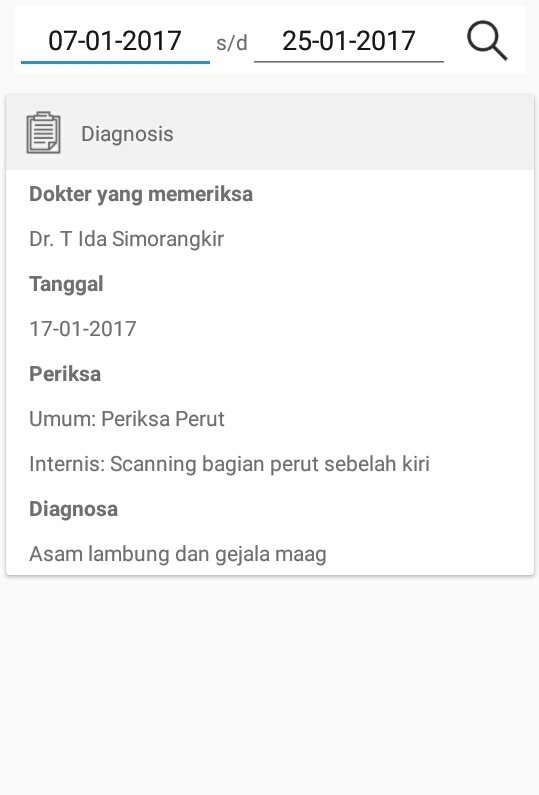 07-01-2017 s/d 25-01-2017
Diagnosis
Dokter yang memeriksa
Dr. T Ida Simorangkir
Tanggal
17-01-2017
Periksa
Umum: Periksa Perut
Internis: Scanning bagian perut sebelah kiri
Diagnosa
Asam lambung dan gejala maag